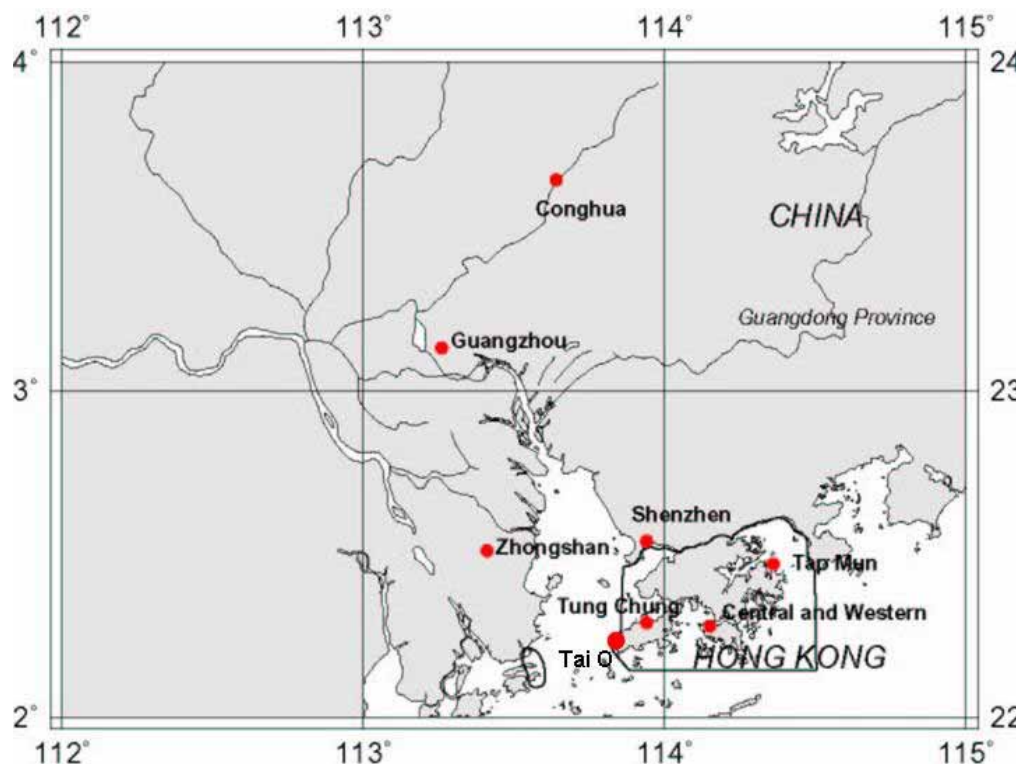 112° 113° 114° 115°
4° 24
Conghua
CHINA
Guangdong Province
Guangzhou
3° 23
Shenzhen
Zhongshan
Tap Mun
Tung Chung Central and Western
Tai O HONG KONG
2° 22
112° 113° 114° 115°